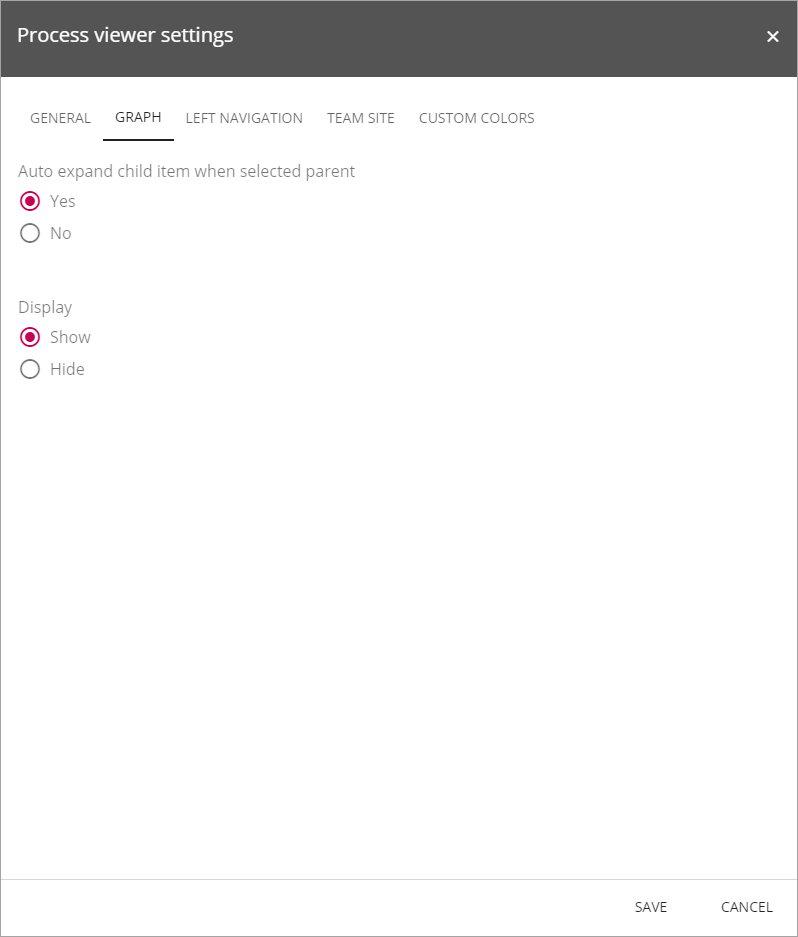 Process viewer settings
GENERAL GRAPH LEFT NAVIGATION TEAM SITE CUSTOM COLORS
Auto expand child item when selected parent
Yes
No
Display
Show
Hide
SAVE CANCEL